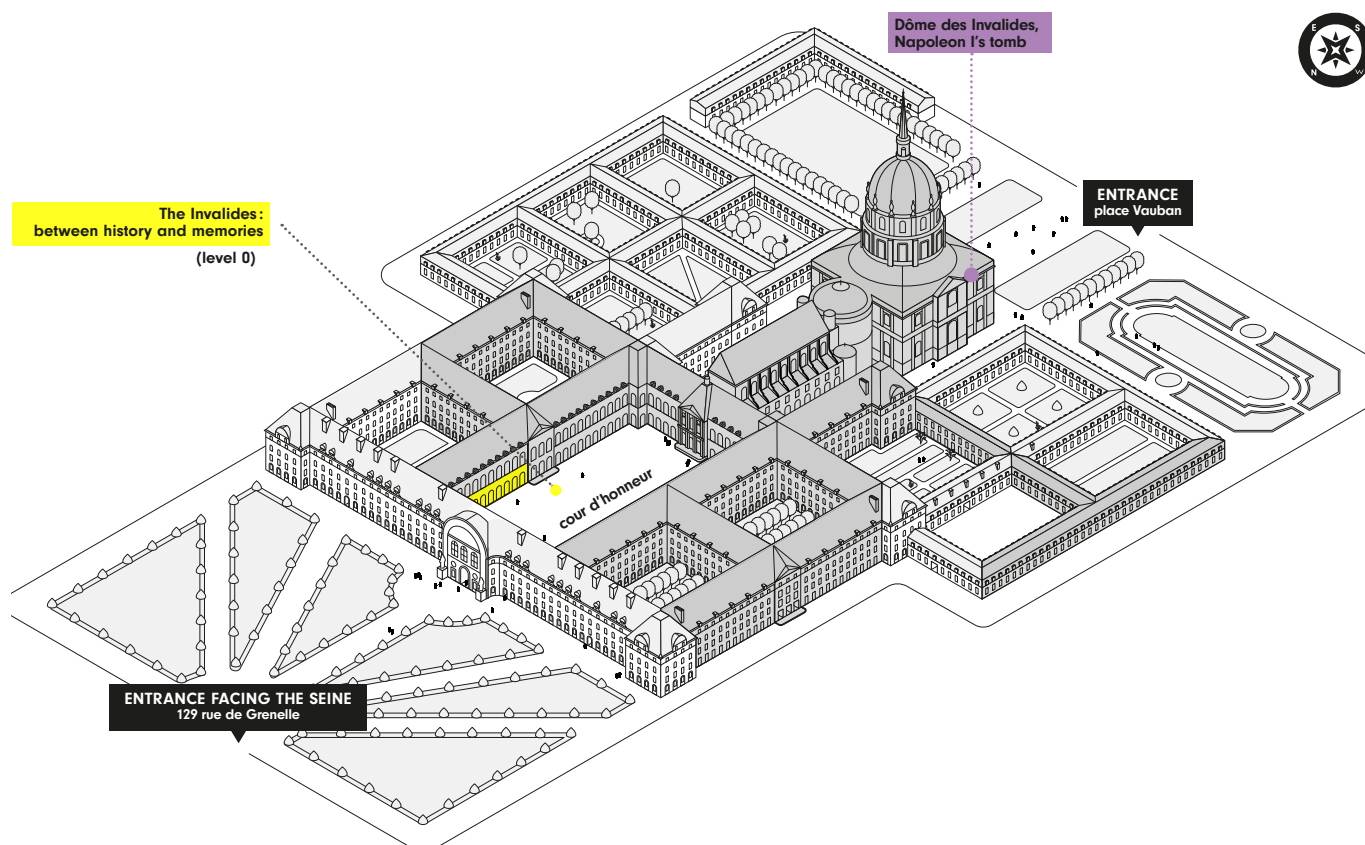 Dôme des Invalides,
Napoleon I's tomb
E
S
N
W
ENTRANCE
place Vauban
The Invalides :
between history and memories
(level 0)
cour d'honneur
ENTRANCE FACING THE SEINE
129 rue de Grenelle